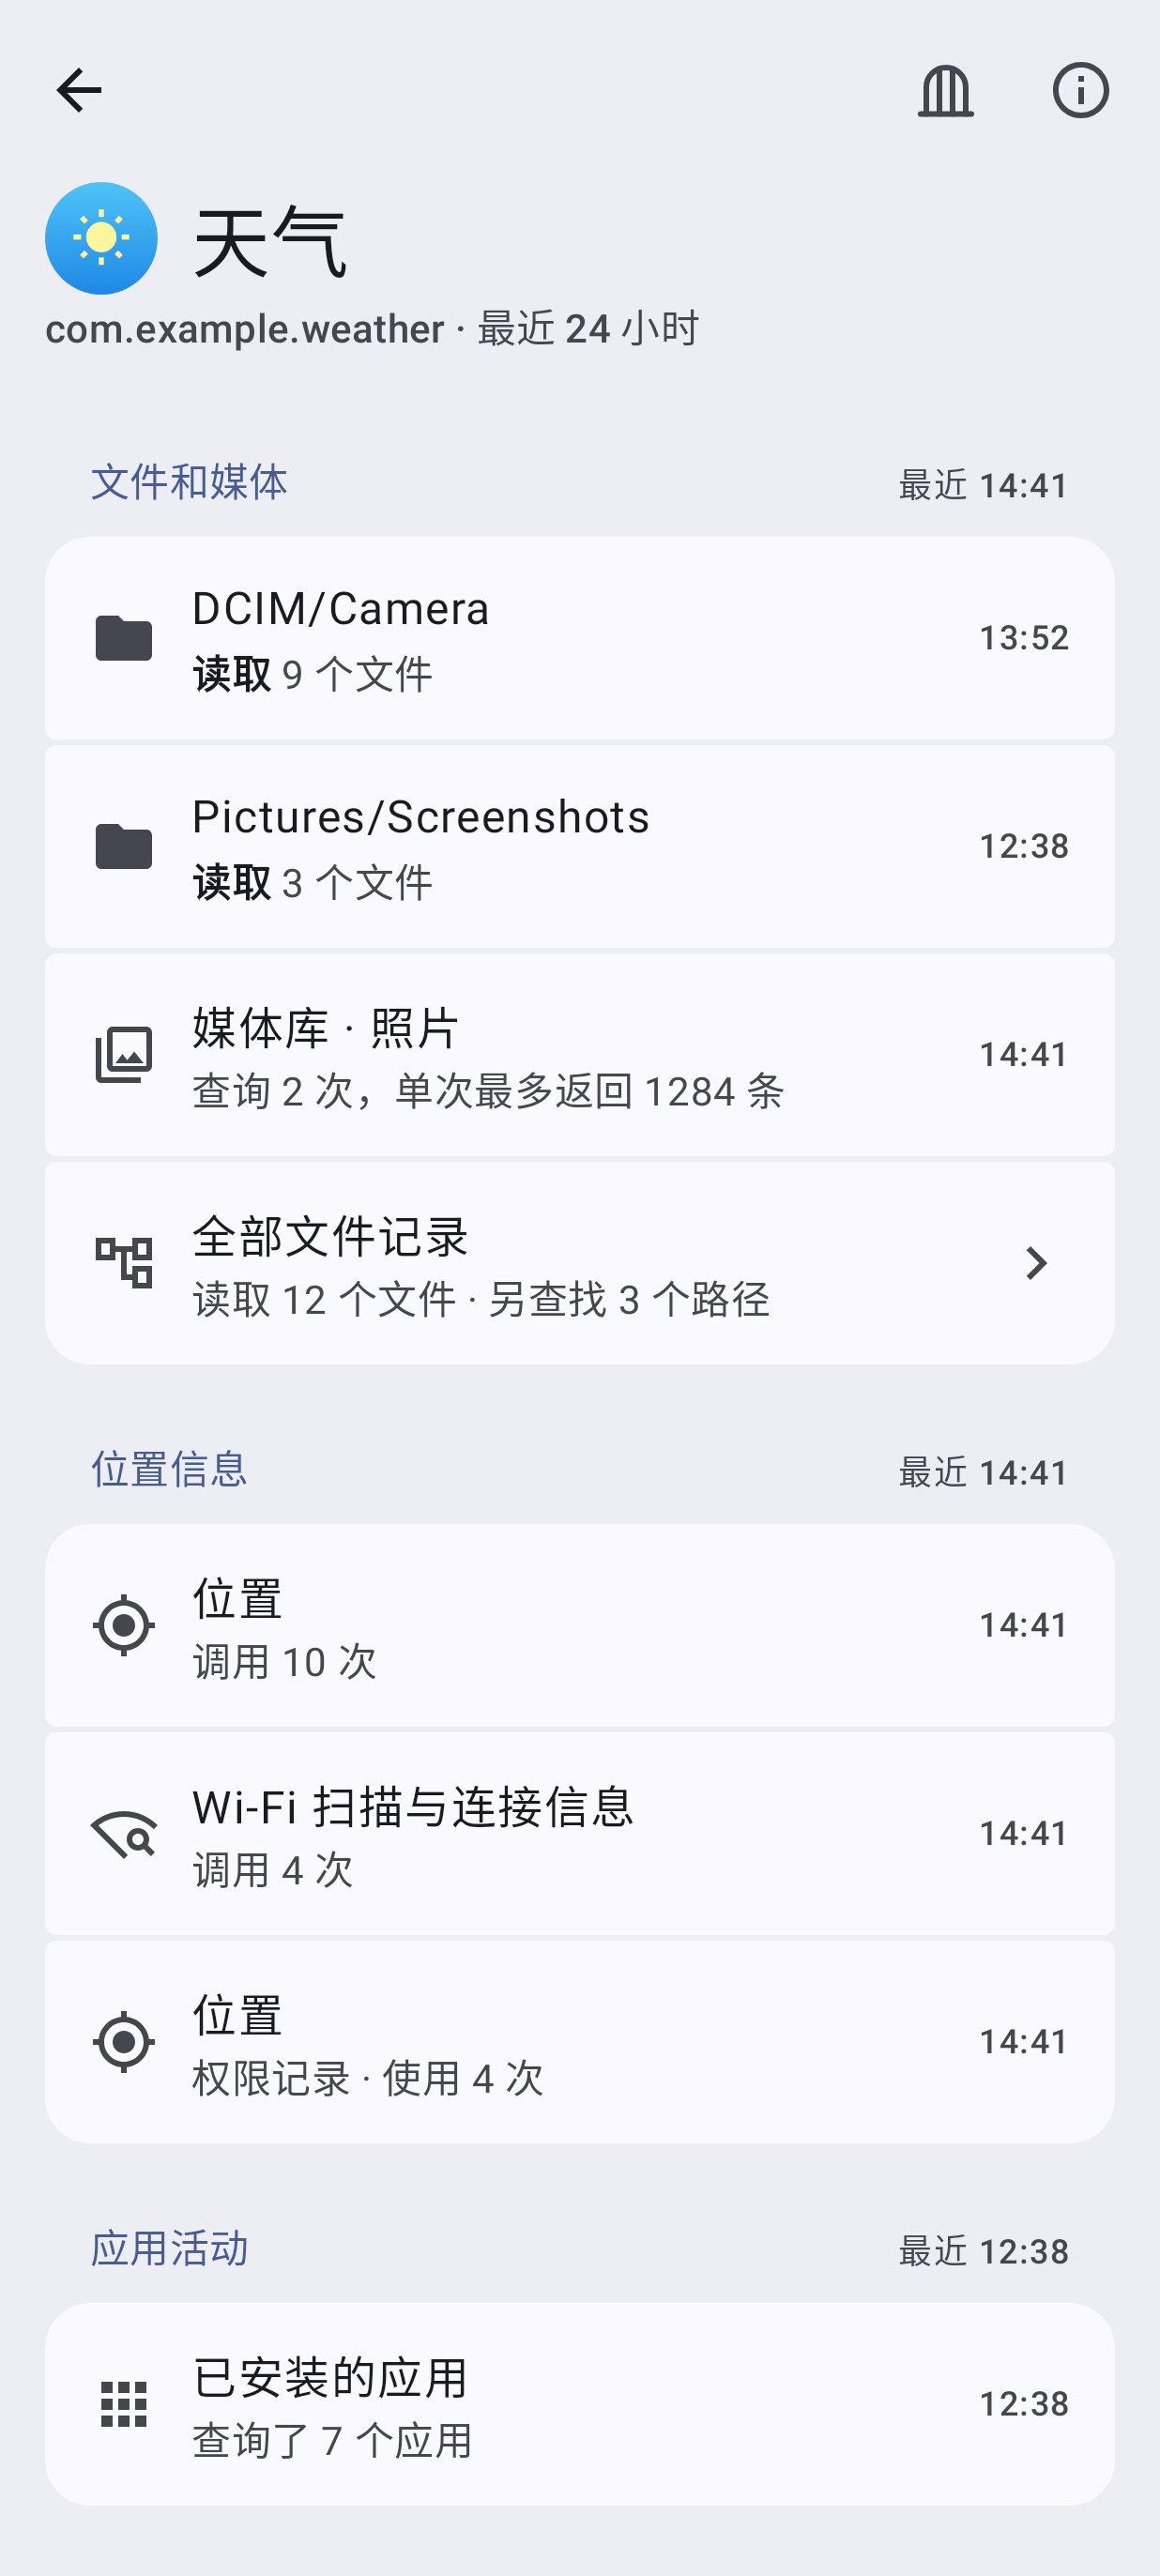 天气
com.example.weather · 最近 24 小时
文件和媒体
最近 14:41
DCIM/Camera
读取 9 个文件
13:52
Pictures/Screenshots
读取 3 个文件
12:38
媒体库 · 照片
查询 2 次，单次最多返回 1284 条
14:41
全部文件记录
读取 12 个文件 · 另查找 3 个路径
位置信息
最近 14:41
位置
调用 10 次
14:41
Wi-Fi 扫描与连接信息
调用 4 次
14:41
位置
权限记录 · 使用 4 次
14:41
应用活动
最近 12:38
已安装的应用
查询了 7 个应用
12:38